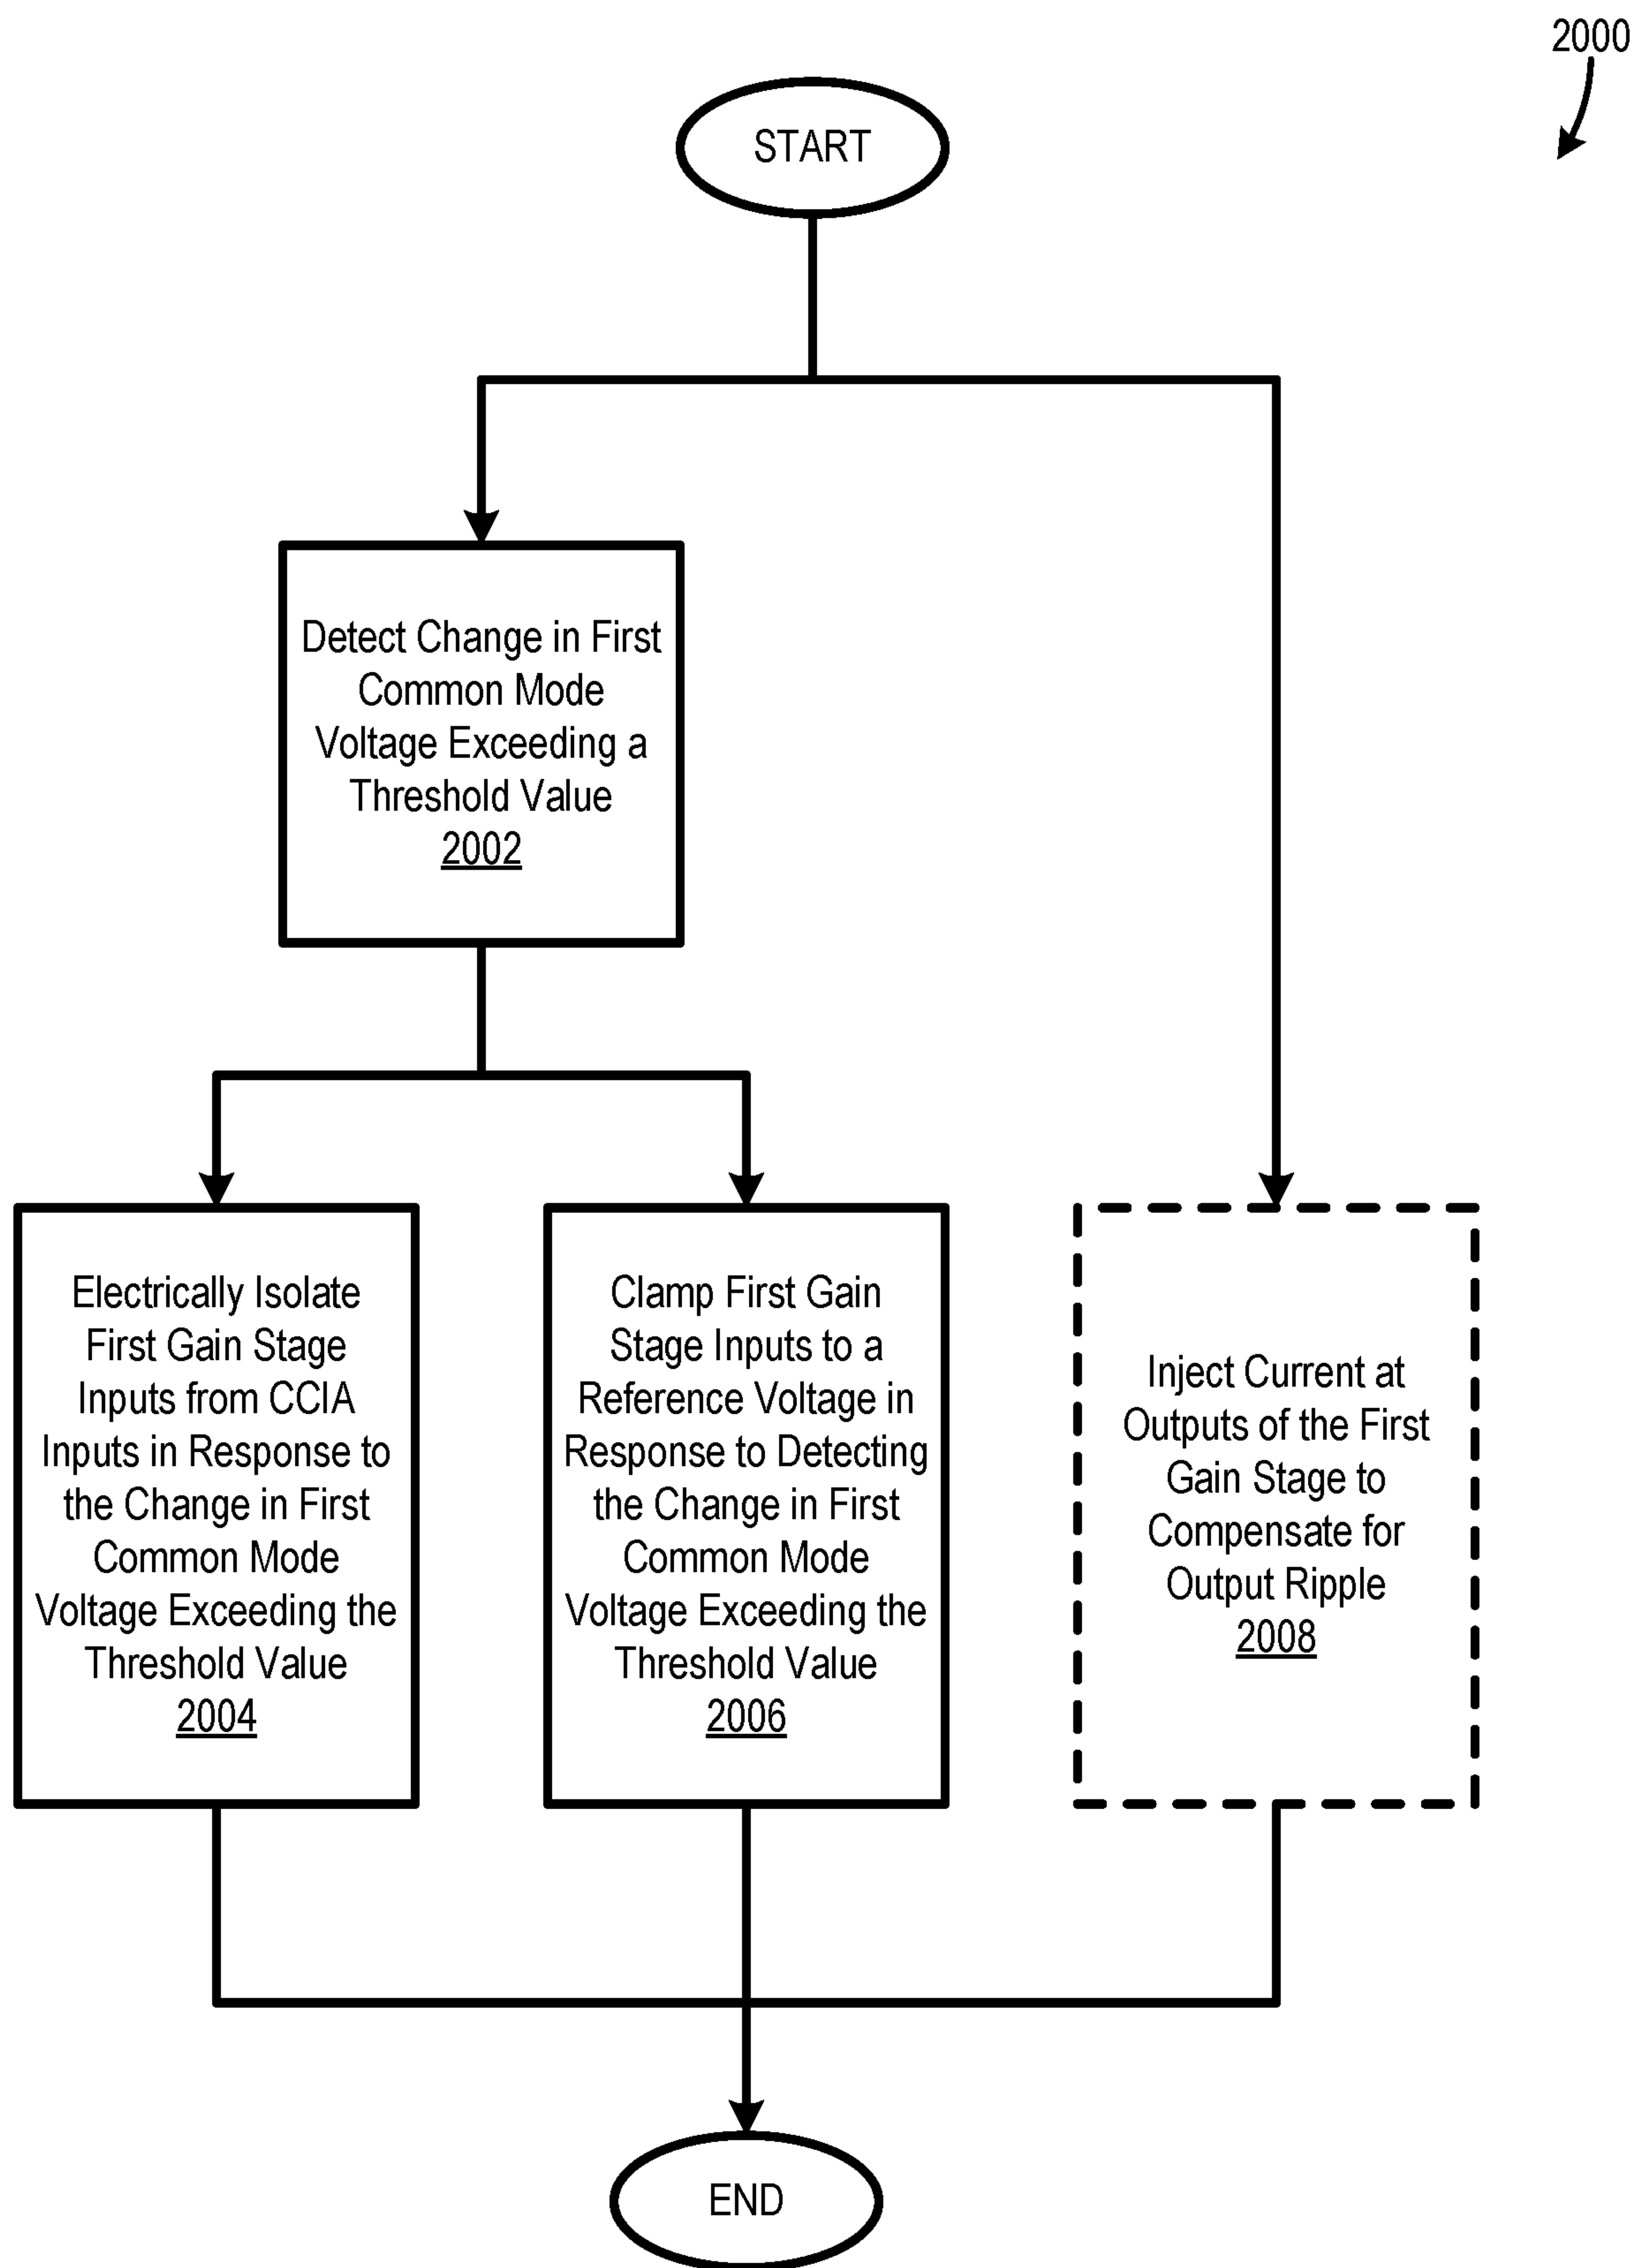 2000
START
Detect Change in First
Common Mode
Voltage Exceeding a
Threshold Value
2002
Electrically Isolate
First Gain Stage
Inputs from CCIA
Inputs in Response to
the Change in First
Common Mode
Voltage Exceeding the
Threshold Value
2004
Clamp First Gain
Stage Inputs to a
Reference Voltage in
Response to Detecting
the Change in First
Common Mode
Voltage Exceeding the
Threshold Value
2006
Inject Current at
Outputs of the First
Gain Stage to
Compensate for
Output Ripple
2008
END